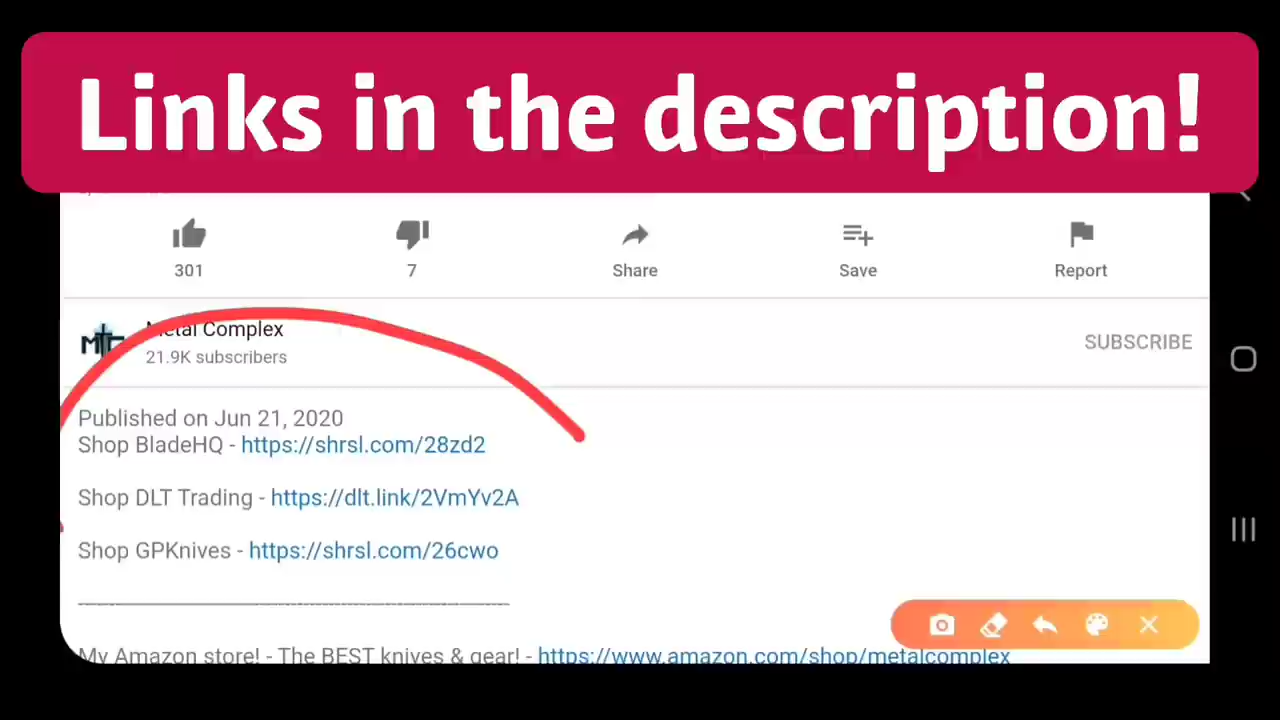 Links in the description!
301
7
Share
Save
Report
Metal Complex
21.9K subscribers
SUBSCRIBE
Published on Jun 21, 2020
Shop BladeHQ - https://shrsl.com/28zd2
Shop DLT Trading - https://dlt.link/2VmYv2A
Shop GPKnives - https://shrsl.com/26cwo
My Amazon store! - The BEST knives & gear! - https://www.amazon.com/shop/metalcomplex